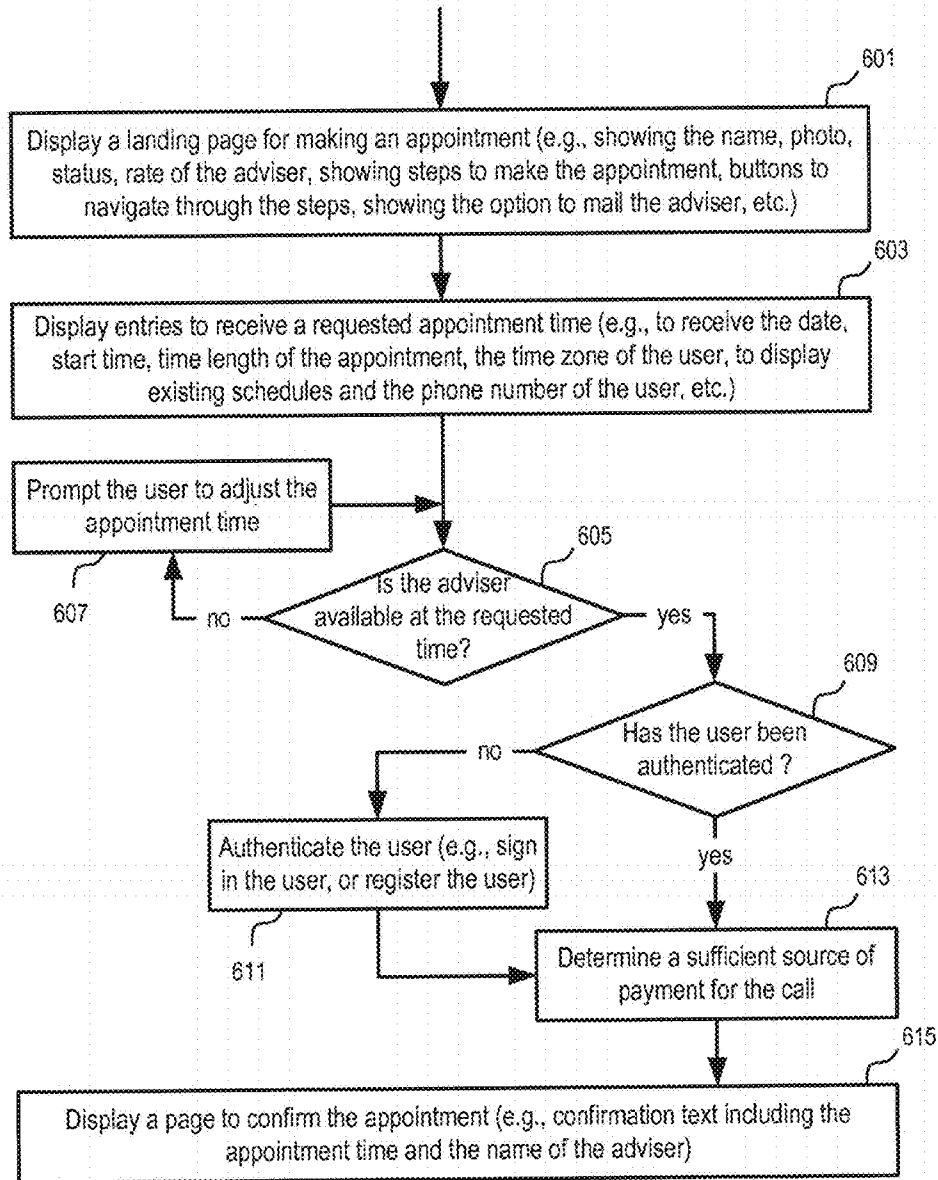 601
Display a landing page for making an appointment (e.g., showing the name, photo,
status, rate of the adviser, showing steps to make the appointment, buttons to
navigate through the steps, showing the option to mail the adviser, etc.)
603
Display entries to receive a requested appointment time (e.g., to receive the date,
start time, time length of the appointment, the time zone of the user, to display
existing schedules and the phone number of the user, etc.)
Prompt the user to adjust the
appointment time
607
605
Is the adviser
available at the requested
time?
no
yes
609
Has the user been
authenticated ?
no
yes
Authenticate the user (e.g., sign
in the user, or register the user)
611
613
Determine a sufficient source of
payment for the call
615
Display a page to confirm the appointment (e.g., confirmation text including the
appointment time and the name of the adviser)